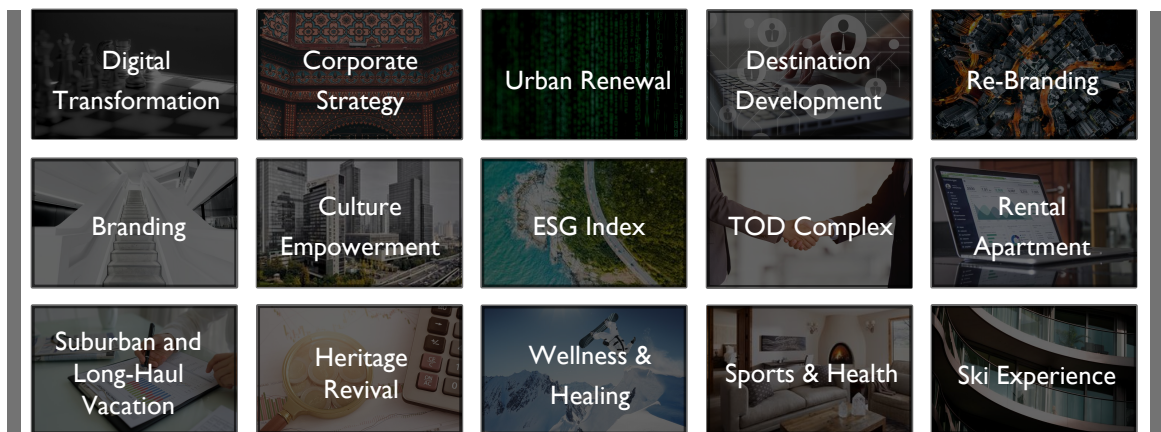 Digital
Transformation
Corporate
Strategy
Urban Renewal
Destination
Development
Re-Branding
Branding
Culture
Empowerment
ESG Index
TOD Complex
Rental
Apartment
Suburban and
Long-Haul
Vacation
Heritage
Revival
Wellness &
Healing
Sports & Health
Ski Experience